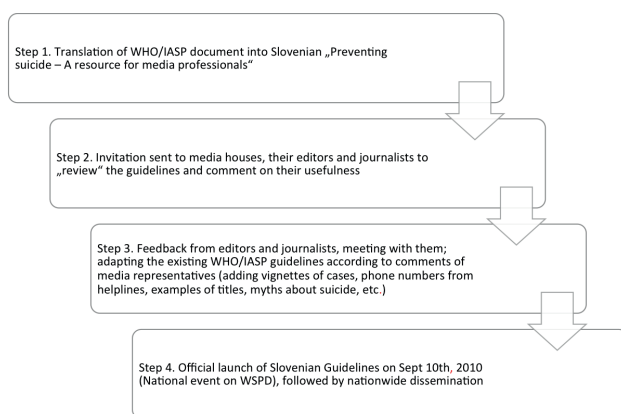 Step 1. Translation of WHO/IASP document into Slovenian „Preventing
suicide – A resource for media professionals“
Step 2. Invitation sent to media houses, their editors and journalists to
„review“ the guidelines and comment on their usefulness
Step 3. Feedback from editors and journalists, meeting with them;
adapting the existing WHO/IASP guidelines according to comments of
media representatives (adding vignettes of cases, phone numbers from
helplines, examples of titles, myths about suicide, etc.)
Step 4. Official launch of Slovenian Guidelines on Sept 10th, 2010
(National event on WSPD), followed by nationwide dissemination